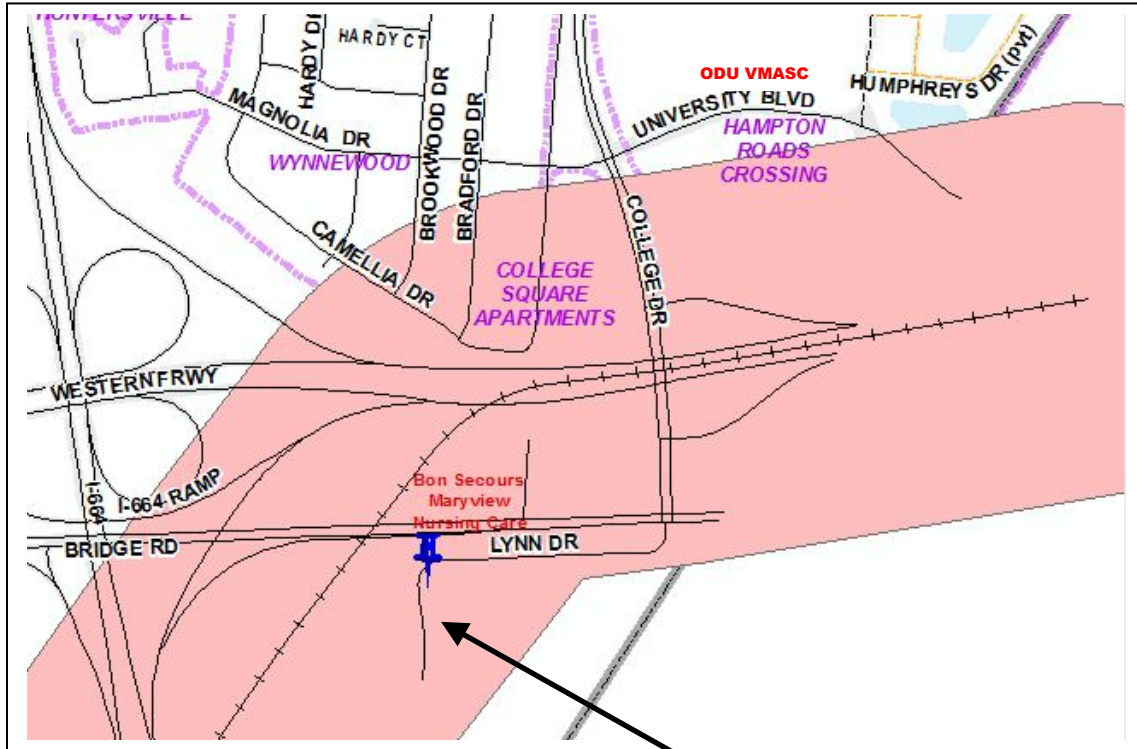 HUNTERSVILLE
HARDY DR
HARDY CT
BROOKWOOD DR
BRADFORD DR
MAGNOLIA DR
WYNNEWOOD
ODU VMASC
UNIVERSITY BLVD
HUMPHREYS DR (pvt)
HAMPTON
ROADS
CROSSING
CAMELLIA DR
COLLEGE DR
COLLEGE
SQUARE
APARTMENTS
WESTERN FRWY
I-664
I-664 RAMP
Bon Secours
Maryview
Nursing Care
BRIDGE RD
LYNN DR